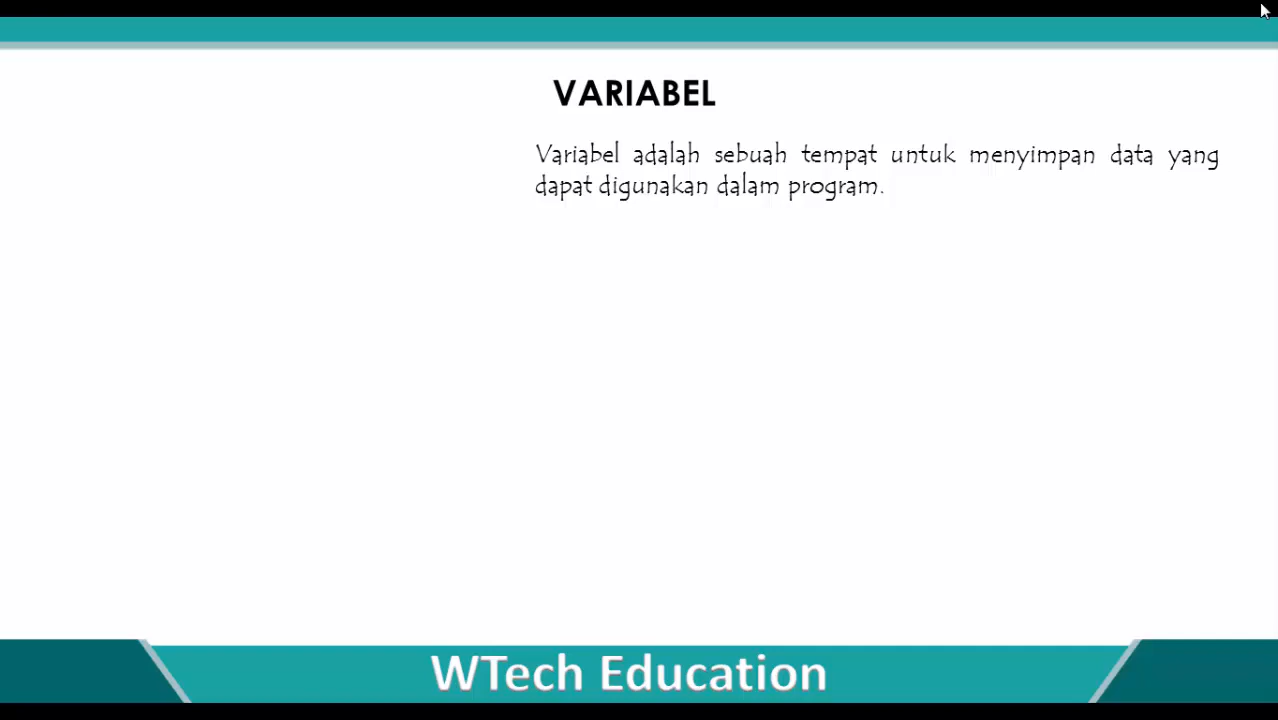 VARIABEL
Variabel adalah sebuah tempat untuk menyimpan data yang
dapat digunakan dalam program.
WTech Education